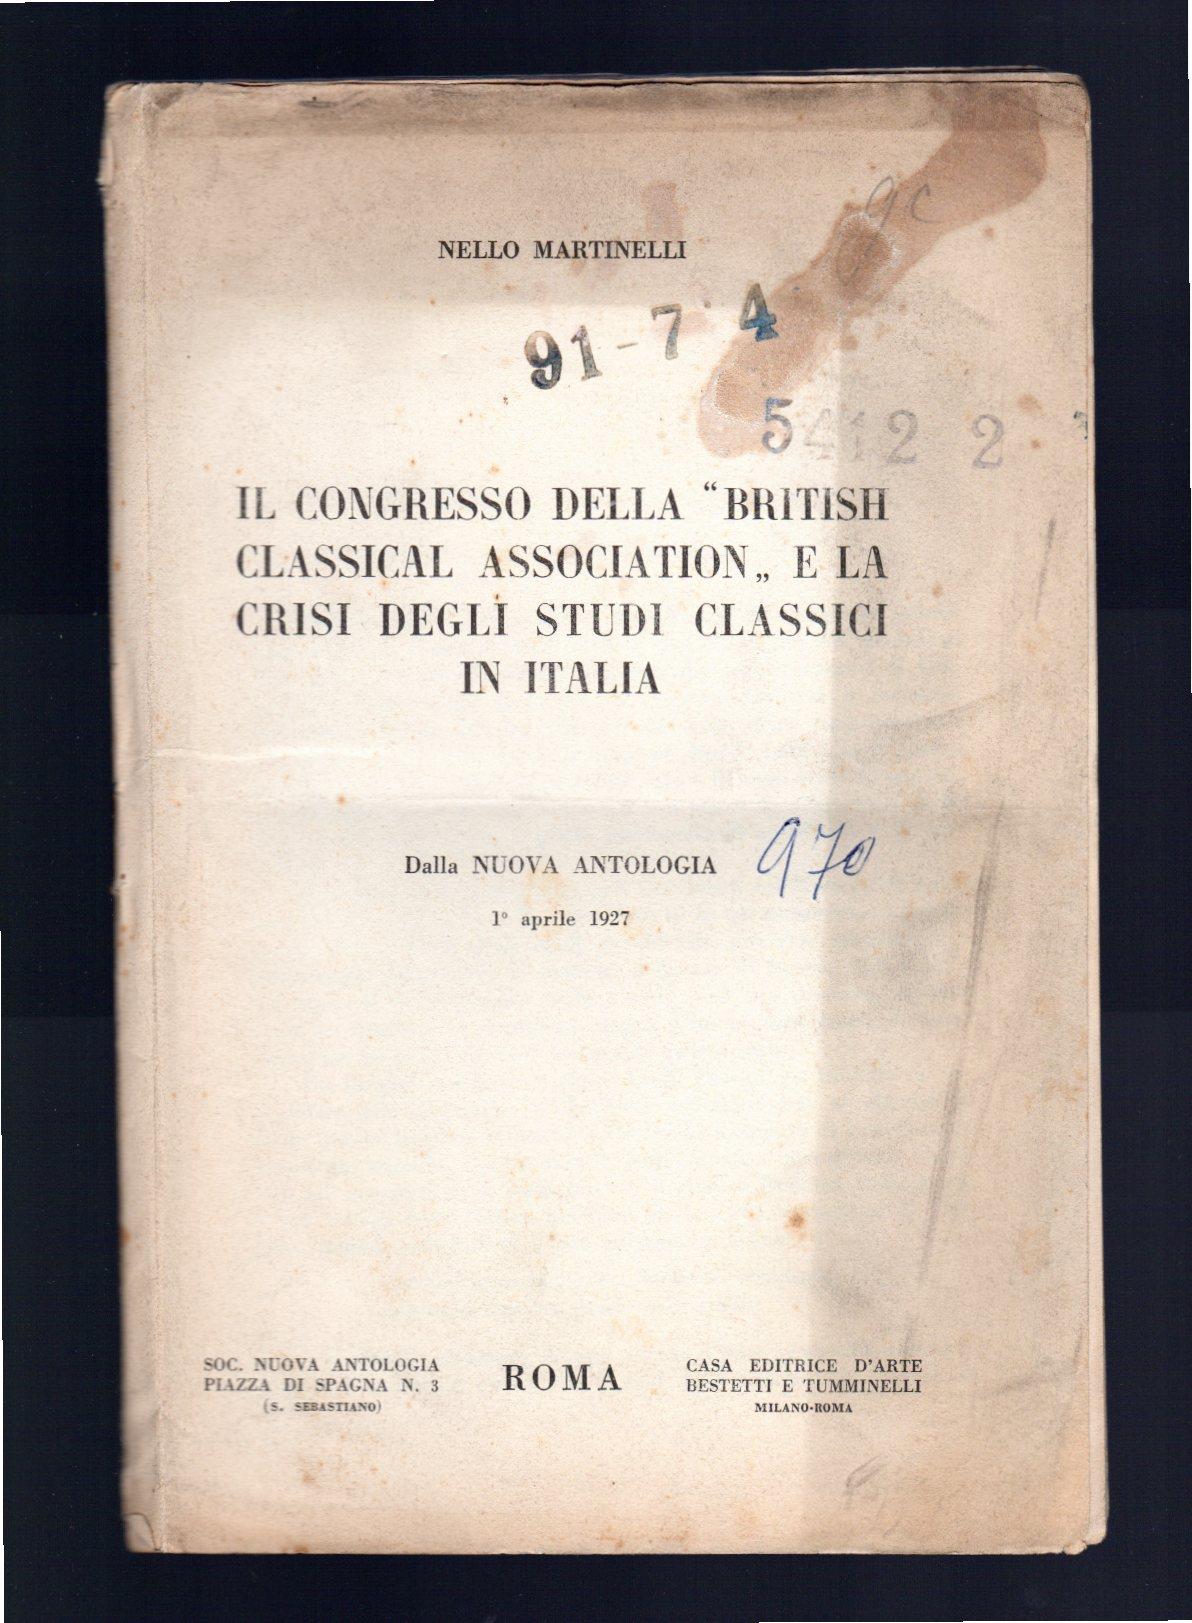 9C
NELLO MARTINELLI
91-7 4
5412 2
IL CONGRESSO DELLA “BRITISH
CLASSICAL ASSOCIATION„ E LA
CRISI DEGLI STUDI CLASSICI
IN ITALIA
Dalla NUOVA ANTOLOGIA
970
1° aprile 1927
SOC. NUOVA ANTOLOGIA
PIAZZA DI SPAGNA N. 3
(S. SEBASTIANO)
ROMA
CASA EDITRICE D'ARTE
BESTETTI E TUMMINELLI
MILANO-ROMA